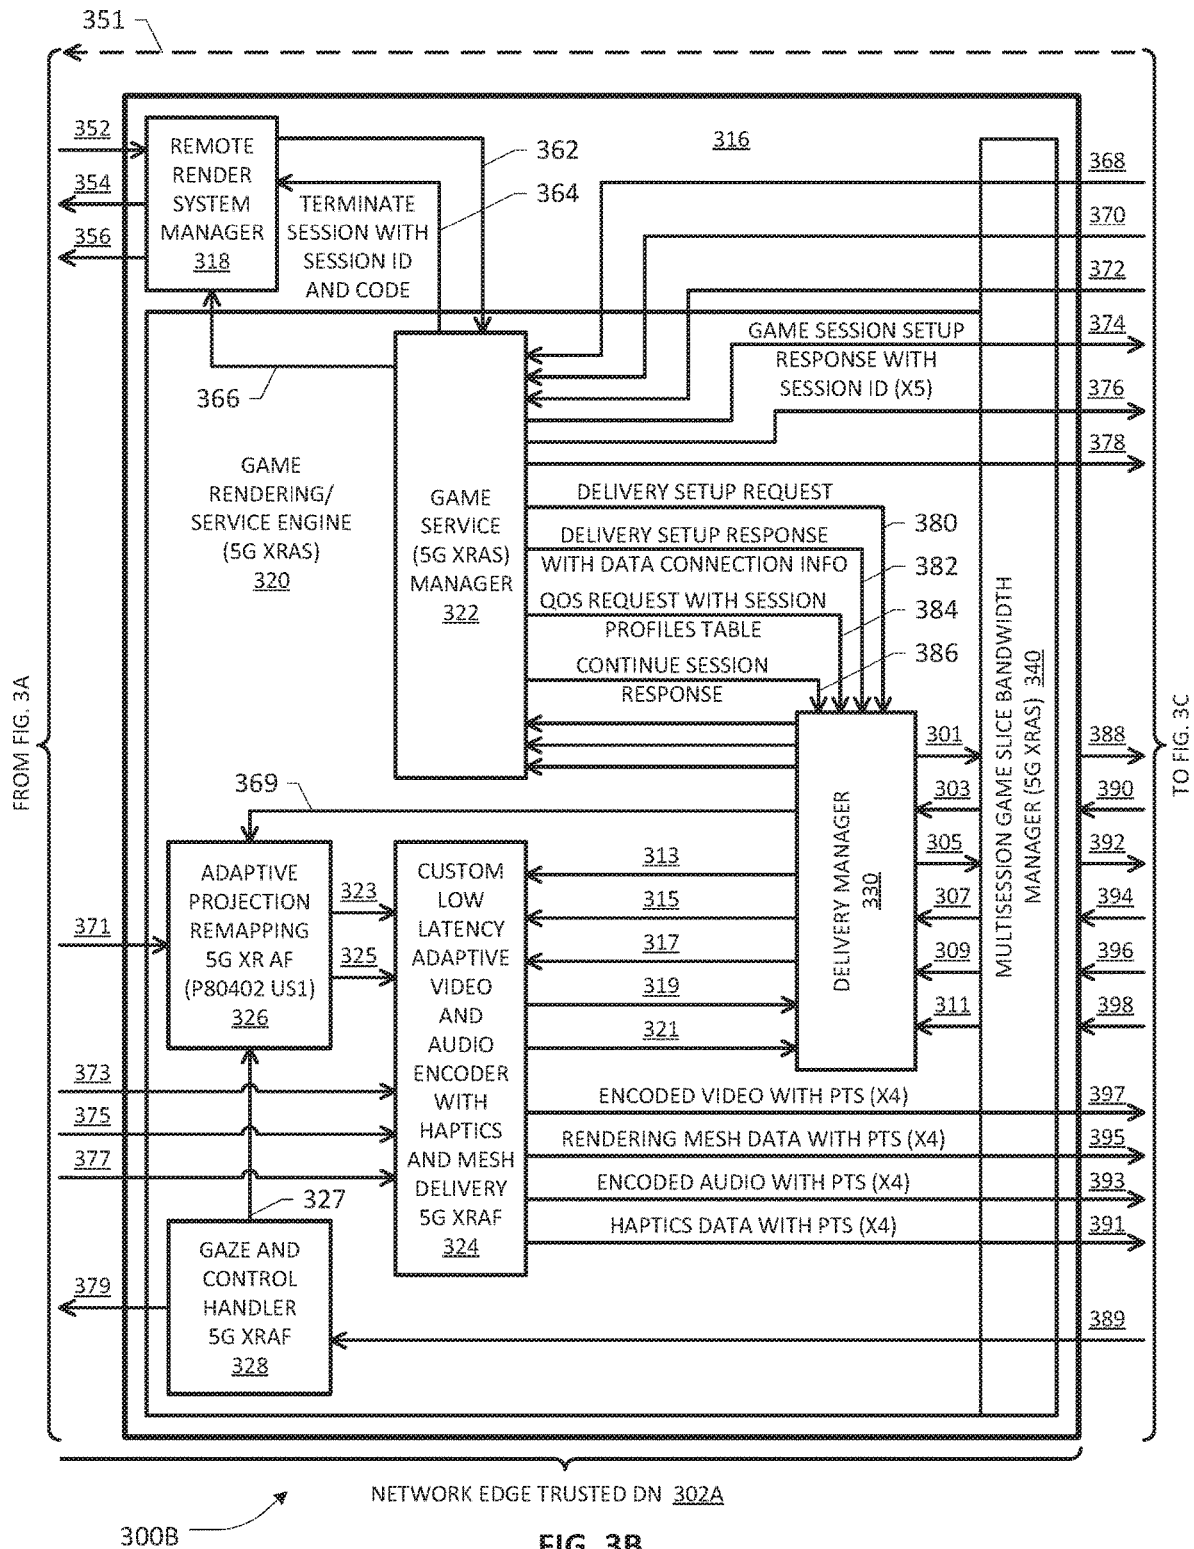 351
352
354
356
REMOTE
RENDER
SYSTEM
MANAGER
318
316
362
364
TERMINATE
SESSION WITH
SESSION ID
AND CODE
366
368
370
372
374
376
378
GAME SESSION SETUP
RESPONSE WITH
SESSION ID (X5)
GAME
RENDERING/
SERVICE ENGINE
(5G XRAS)
320
GAME
SERVICE
(5G XRAS)
MANAGER
322
DELIVERY SETUP REQUEST
DELIVERY SETUP RESPONSE
WITH DATA CONNECTION INFO
QOS REQUEST WITH SESSION
PROFILES TABLE
CONTINUE SESSION
RESPONSE
380
382
384
386
MULTISESSION GAME SLICE BANDWIDTH
MANAGER (5G XRAS) 340
FROM FIG. 3A
TO FIG. 3C
369
DELIVERY MANAGER
330
301
303
305
307
309
311
388
390
392
394
396
398
371
ADAPTIVE
PROJECTION
REMAPPING
5G XR AF
(P80402 US1)
326
323
325
CUSTOM
LOW
LATENCY
ADAPTIVE
VIDEO
AND
AUDIO
ENCODER
WITH
HAPTICS
AND MESH
DELIVERY
5G XRAF
324
313
315
317
319
321
373
375
377
327
ENCODED VIDEO WITH PTS (X4)
397
RENDERING MESH DATA WITH PTS (X4)
395
ENCODED AUDIO WITH PTS (X4)
393
HAPTICS DATA WITH PTS (X4)
391
379
GAZE AND
CONTROL
HANDLER
5G XRAF
328
389
NETWORK EDGE TRUSTED DN 302A
300B
FIG. 3B